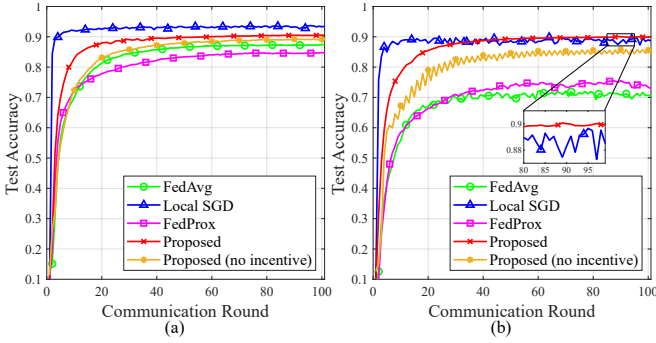 1
0.9
0.8
0.7
0.6
0.5
0.4
0.3
0.2
0.1
Test Accuracy
0 20 40 60 80 100
Communication Round
(a)
FedAvg
Local SGD
FedProx
Proposed
Proposed (no incentive)
1
0.9
0.8
0.7
0.6
0.5
0.4
0.3
0.2
0.1
Test Accuracy
0 20 40 60 80 100
Communication Round
(b)
0.9
0.88
80 85 90 95
FedAvg
Local SGD
FedProx
Proposed
Proposed (no incentive)